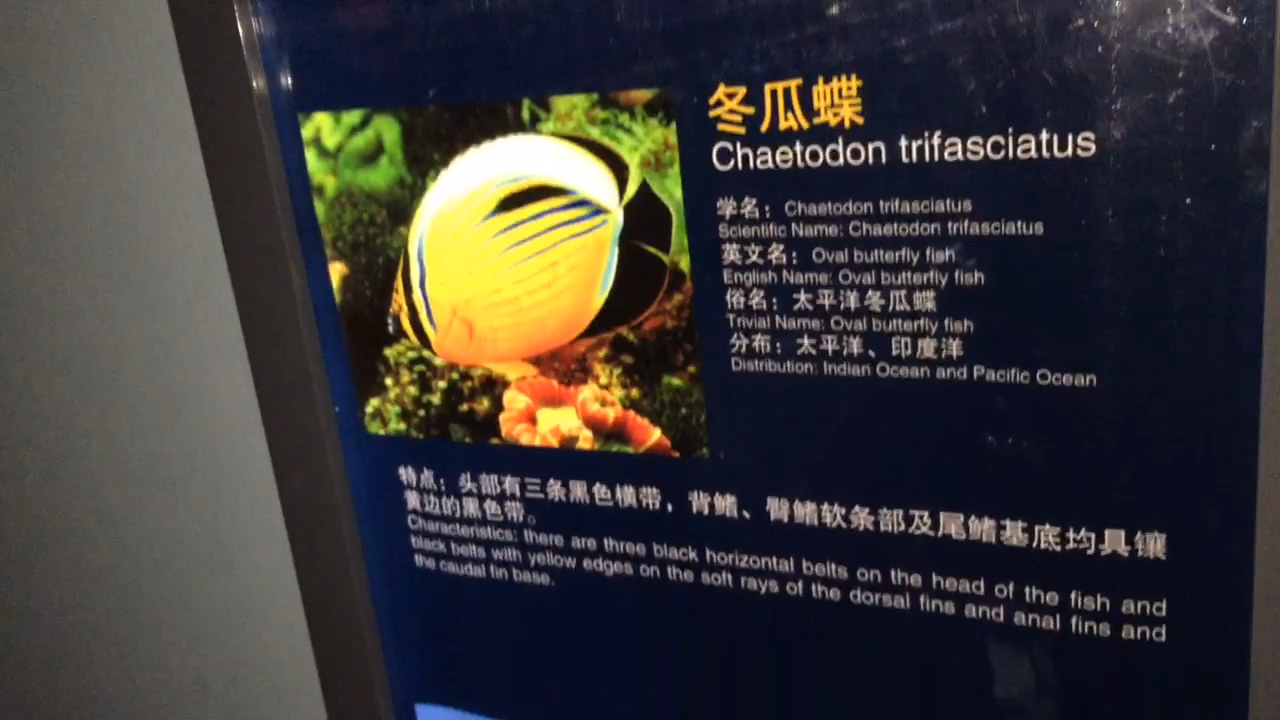 冬瓜蝶
Chaetodon trifasciatus
学名：Chaetodon trifasciatus
Scientific Name: Chaetodon trifasciatus
英文名：Oval butterfly fish
English Name: Oval butterfly fish
俗名：太平洋冬瓜蝶
Trivial Name: Oval butterfly fish
分布：太平洋、印度洋
Distribution: Indian Ocean and Pacific Ocean
特点：头部有三条黑色横带，背鳍、臀鳍软条部及尾鳍基底均具镶
黄边的黑色带。
Characteristics: there are three black horizontal belts on the head of the fish and
black belts with yellow edges on the soft rays of the dorsal fins and anal fins and
the caudal fin base.